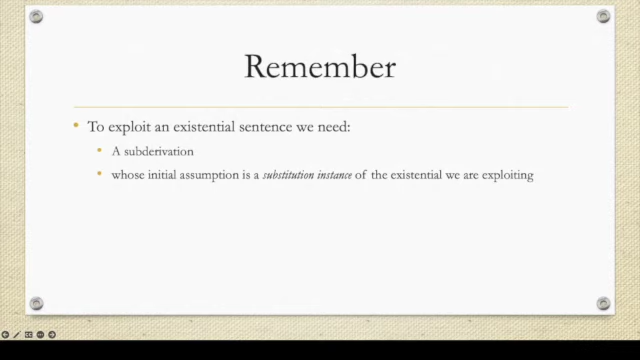 Remember
• To exploit an existential sentence we need:
• A subderivation
• whose initial assumption is a substitution instance of the existential we are exploiting